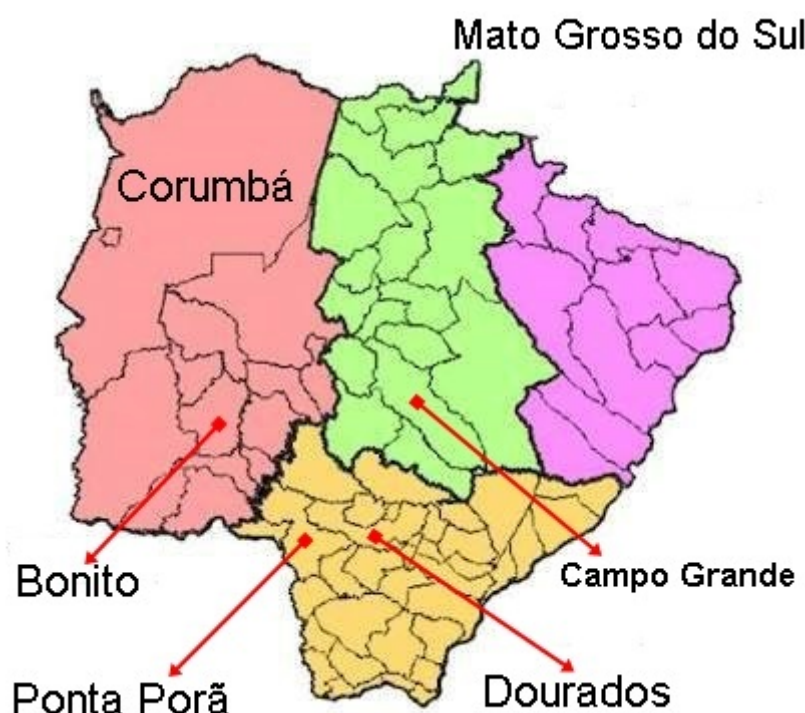 Mato Grosso do Sul
Corumbá
Bonito
Campo Grande
Ponta Porã
Dourados